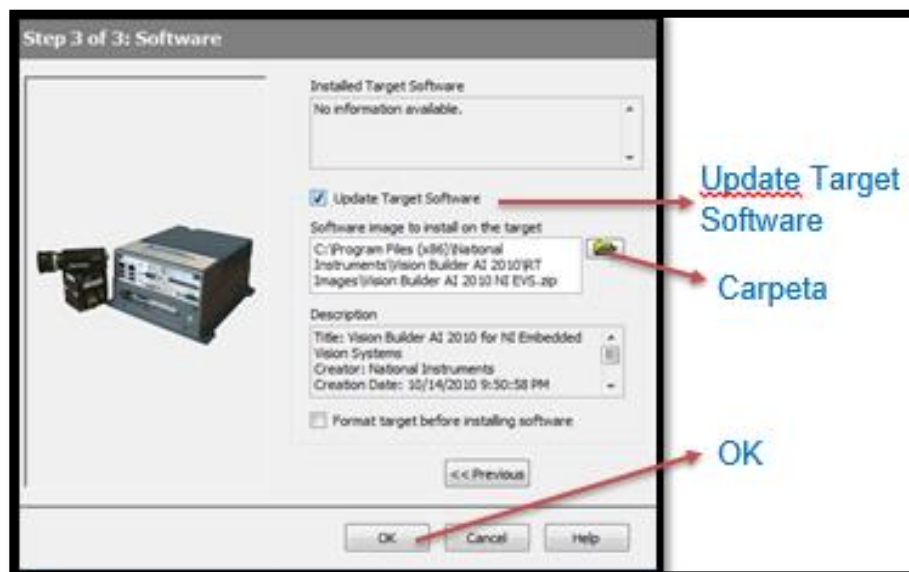 Step 3 of 3: Software
Installed Target Software
No information available.
Update Target Software
Software image to install on the target
C:\Program Files (x86)\National
Instruments\Vision Builder AI 2010\RT
Images\Vision Builder AI 2010 NI EVS.zip
Description
Title: Vision Builder AI 2010 for NI Embedded
Vision Systems
Creator: National Instruments
Creation Date: 10/14/2010 9:50:58 PM
Format target before installing software
<< Previous
OK
Cancel
Help
Update Target
Software
Carpeta
OK